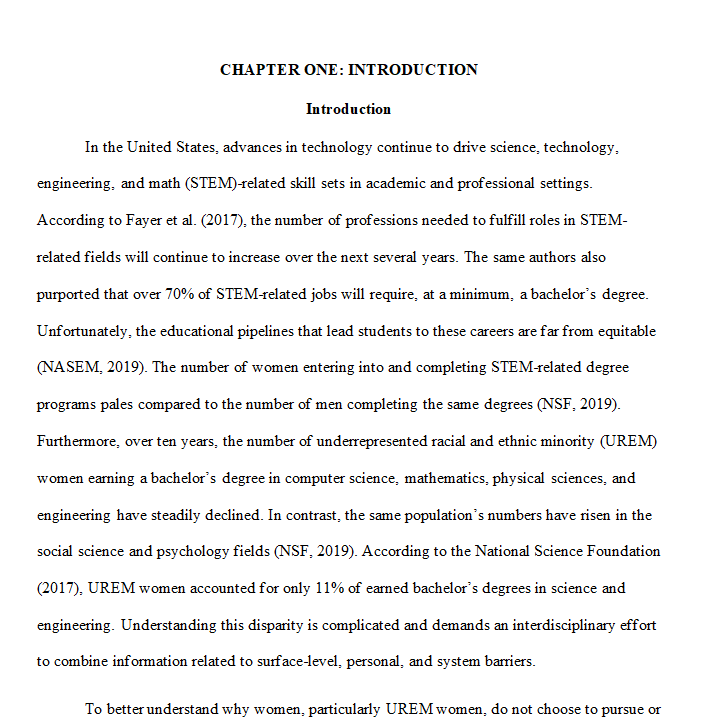 CHAPTER ONE: INTRODUCTION
Introduction
In the United States, advances in technology continue to drive science, technology,
engineering, and math (STEM)-related skill sets in academic and professional settings.
According to Fayer et al. (2017), the number of professions needed to fulfill roles in STEM-
related fields will continue to increase over the next several years. The same authors also
purported that over 70% of STEM-related jobs will require, at a minimum, a bachelor's degree.
Unfortunately, the educational pipelines that lead students to these careers are far from equitable
(NASEM, 2019). The number of women entering into and completing STEM-related degree
programs pales compared to the number of men completing the same degrees (NSF, 2019).
Furthermore, over ten years, the number of underrepresented racial and ethnic minority (UREM)
women earning a bachelor's degree in computer science, mathematics, physical sciences, and
engineering have steadily declined. In contrast, the same population's numbers have risen in the
social science and psychology fields (NSF, 2019). According to the National Science Foundation
(2017), UREM women accounted for only 11% of earned bachelor's degrees in science and
engineering. Understanding this disparity is complicated and demands an interdisciplinary effort
to combine information related to surface-level, personal, and system barriers.
To better understand why women, particularly UREM women, do not choose to pursue or